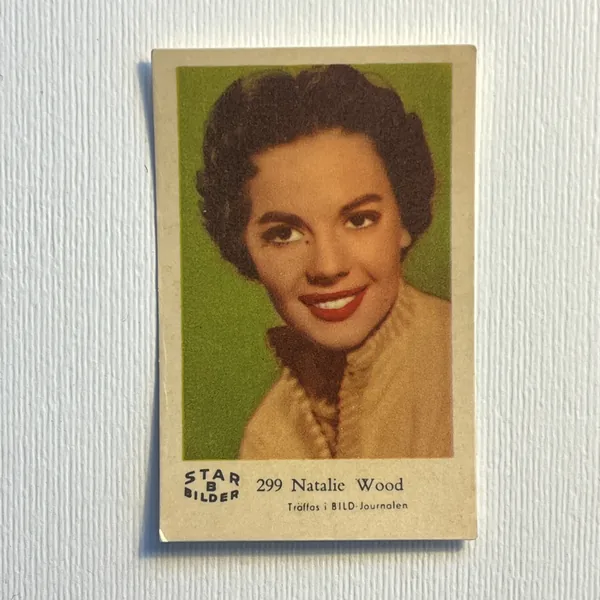 STAR
B
BILDER
299 Natalie Wood
Träffas i BILD-Journalen